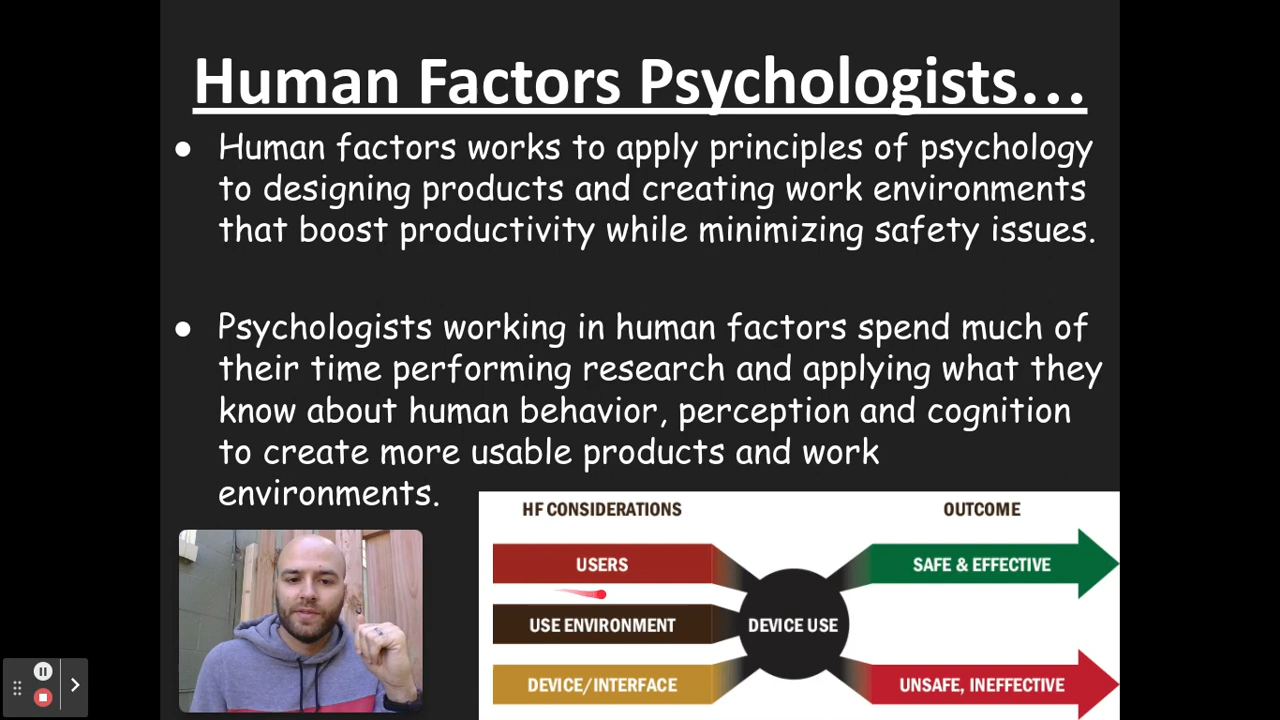 Human Factors Psychologists...
● Human factors works to apply principles of psychology
to designing products and creating work environments
that boost productivity while minimizing safety issues.
● Psychologists working in human factors spend much of
their time performing research and applying what they
know about human behavior, perception and cognition
to create more usable products and work
environments.
HF CONSIDERATIONS
OUTCOME
USERS
SAFE & EFFECTIVE
USE ENVIRONMENT
DEVICE USE
DEVICE/INTERFACE
UNSAFE, INEFFECTIVE